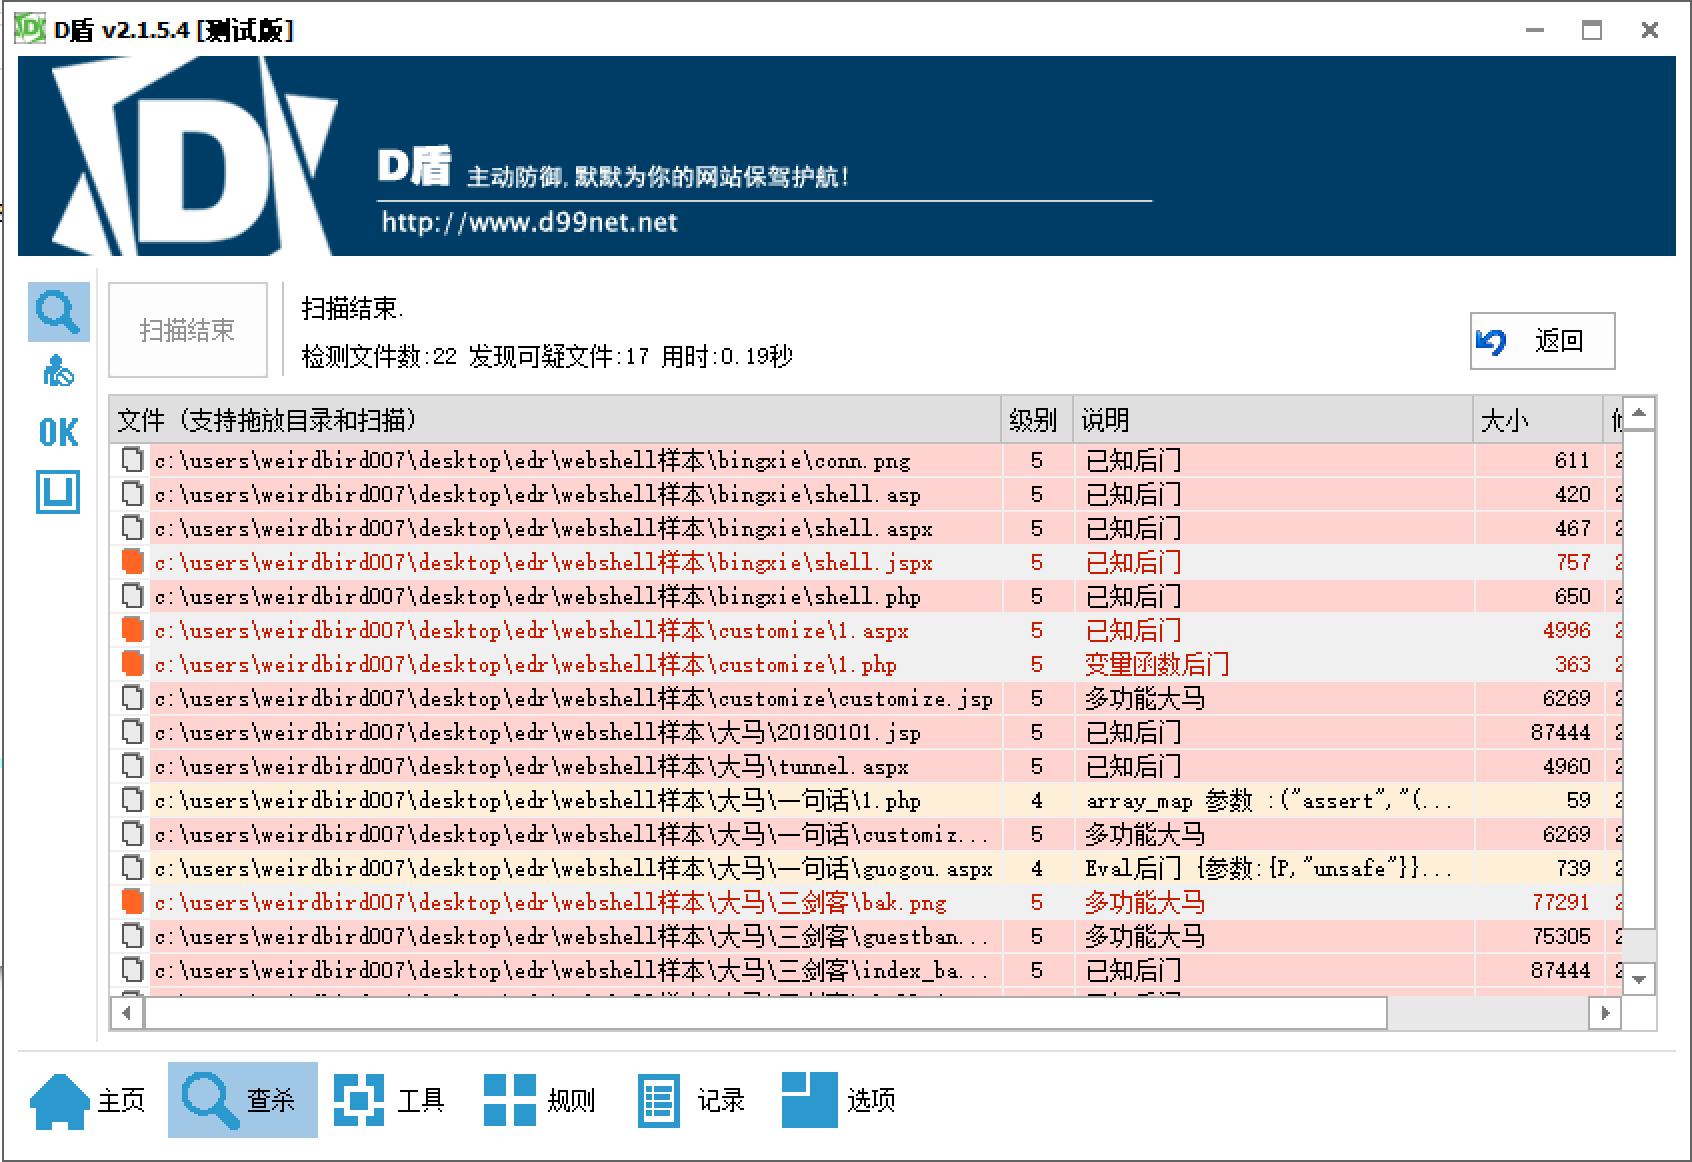 D盾 v2.1.5.4 [测试版]
D盾 主动防御,默默为你的网站保驾护航!
http://www.d99net.net
扫描结束
扫描结束.
检测文件数:22 发现可疑文件:17 用时:0.19秒
返回
OK
文件 (支持拖放目录和扫描) 级别 说明 大小
c:\users\weirdbird007\desktop\edr\webshell样本\bingxie\conn.png 5 已知后门 611 2
c:\users\weirdbird007\desktop\edr\webshell样本\bingxie\shell.asp 5 已知后门 420 2
c:\users\weirdbird007\desktop\edr\webshell样本\bingxie\shell.aspx 5 已知后门 467 2
c:\users\weirdbird007\desktop\edr\webshell样本\bingxie\shell.jspx 5 已知后门 757 2
c:\users\weirdbird007\desktop\edr\webshell样本\bingxie\shell.php 5 已知后门 650 2
c:\users\weirdbird007\desktop\edr\webshell样本\customize\1.aspx 5 已知后门 4996 2
c:\users\weirdbird007\desktop\edr\webshell样本\customize\1.php 5 变量函数后门 363 2
c:\users\weirdbird007\desktop\edr\webshell样本\customize\customize.jsp 5 多功能大马 6269 2
c:\users\weirdbird007\desktop\edr\webshell样本\大马\20180101.jsp 5 已知后门 87444 2
c:\users\weirdbird007\desktop\edr\webshell样本\大马\tunnel.aspx 5 已知后门 4960 2
c:\users\weirdbird007\desktop\edr\webshell样本\大马\一句话\1.php 4 array_map 参数 :("assert","(... 59 2
c:\users\weirdbird007\desktop\edr\webshell样本\大马\一句话\customiz... 5 多功能大马 6269 2
c:\users\weirdbird007\desktop\edr\webshell样本\大马\一句话\guogou.aspx 4 Eval后门 {参数:{P,"unsafe"}}... 739 2
c:\users\weirdbird007\desktop\edr\webshell样本\大马\三剑客\bak.png 5 多功能大马 77291 2
c:\users\weirdbird007\desktop\edr\webshell样本\大马\三剑客\guestban... 5 多功能大马 75305 2
c:\users\weirdbird007\desktop\edr\webshell样本\大马\三剑客\index_ba... 5 已知后门 87444 2
主页 查杀 工具 规则 记录 选项